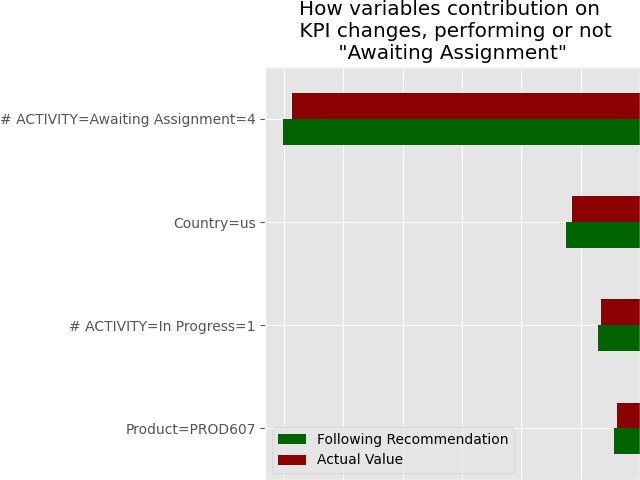 How variables contribution on
KPI changes, performing or not
"Awaiting Assignment"
# ACTIVITY=Awaiting Assignment=4
Country=us
# ACTIVITY=In Progress=1
Product=PROD607
Following Recommendation
Actual Value